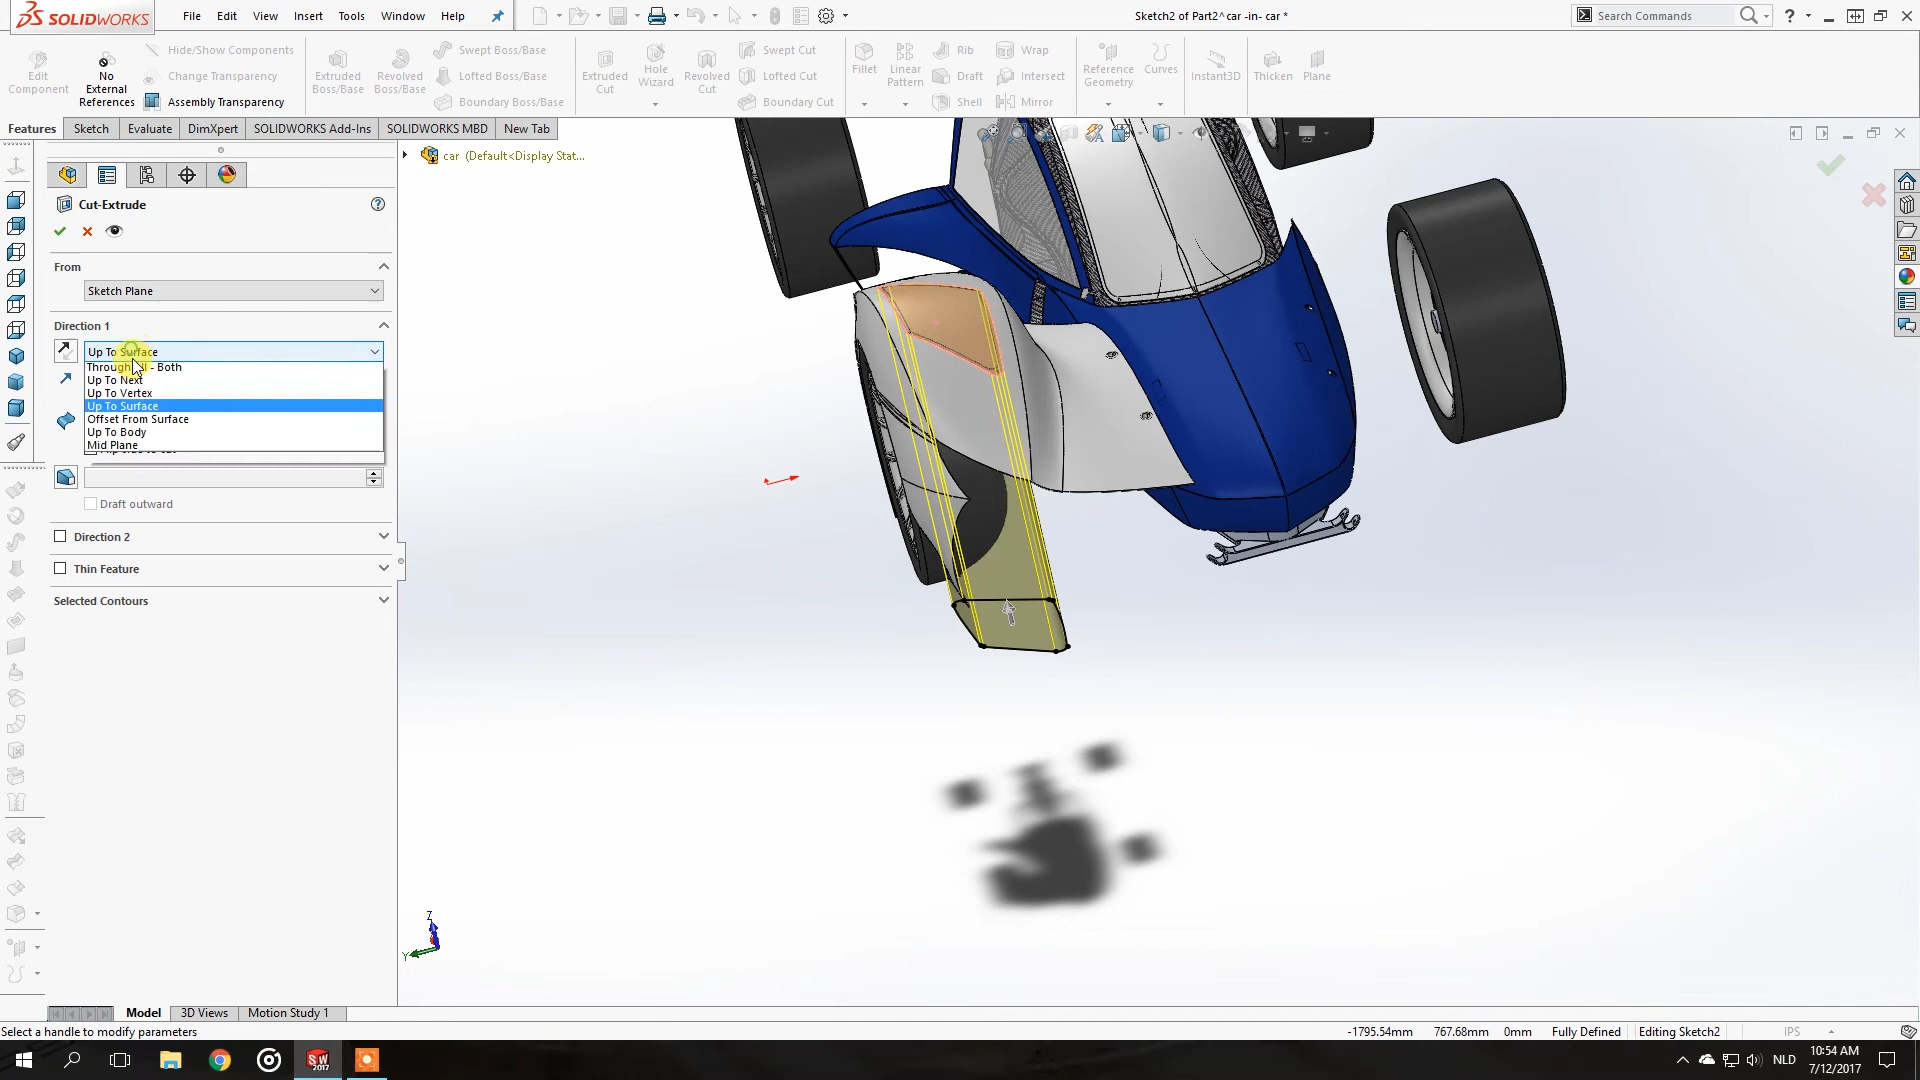 SOLIDWORKS
File Edit View Insert Tools Window Help
Sketch2 of Part2^car -in- car *
Search Commands
Edit Component
No External References
Hide/Show Components
Change Transparency
Assembly Transparency
Extruded Boss/Base
Revolved Boss/Base
Swept Boss/Base
Lofted Boss/Base
Boundary Boss/Base
Extruded Cut
Hole Wizard
Revolved Cut
Swept Cut
Lofted Cut
Boundary Cut
Fillet
Linear Pattern
Rib
Draft
Shell
Wrap
Intersect
Mirror
Reference Geometry
Curves
Instant3D
Thicken
Plane
Features Sketch Evaluate DimXpert SOLIDWORKS Add-Ins SOLIDWORKS MBD New Tab
car (Default<Display Stat...
Cut-Extrude
From
Sketch Plane
Direction 1
Up To Surface
- Both
Up To Next
Up To Vertex
Up To Surface
Offset From Surface
Up To Body
Mid Plane
Draft outward
Direction 2
Thin Feature
Selected Contours
Z
Y
Model 3D Views Motion Study 1
Select a handle to modify parameters
-1795.54mm 767.68mm 0mm Fully Defined Editing Sketch2 IPS
SW 2017
NLD
10:54 AM
7/12/2017